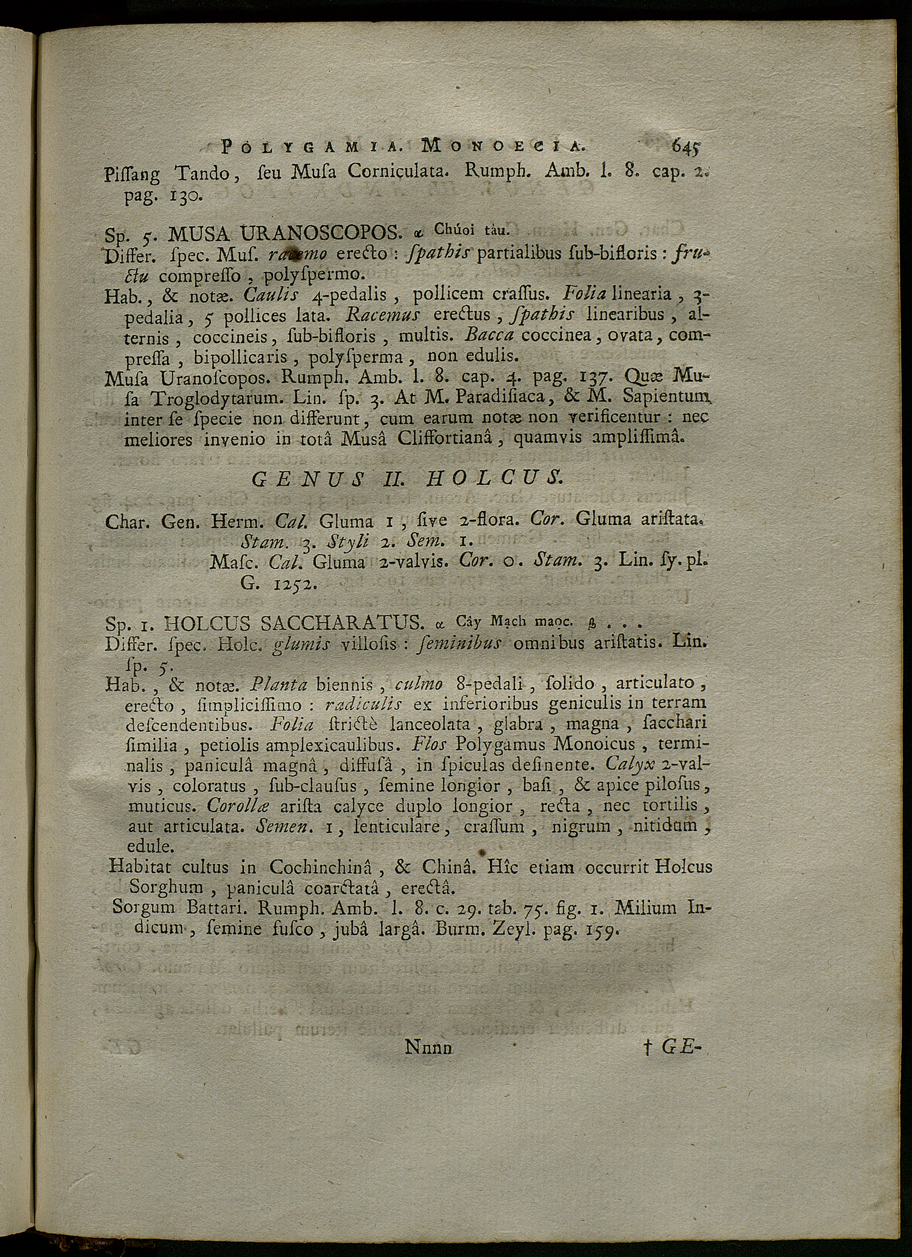 POLYGAMIA. MONOECIA. 645
Piſſang Tando, ſeu Muſa Corniculata. Rumph. Amb. l. 8. cap. 2.
pag. 130.
Sp. 5. MUSA URANOSCOPOS. α Chúoi tàu.
Differ. ſpec. Muſ. erecto : ſpathis partialibus ſub-bifloris : fru-
ctu compreſſo, polyſpermo.
Hab., & notæ. Caulis 4-pedalis, pollicem craſſus. Folia linearia, 3-
pedalia, 5 pollices lata. Racemus erectus, ſpathis linearibus, al-
ternis, coccineis, ſub-bifloris, multis. Bacca coccinea, ovata, com-
preſſa, bipollicaris, polyſperma, non edulis.
Muſa Uranoſcopos. Rumph. Amb. l. 8. cap. 4. pag. 137. Quæ Mu-
ſa Troglodytarum. Lin. ſp. 3. At M. Paradiſiaca, & M. Sapientum
inter ſe ſpecie non differunt, cum earum notæ non verificentur : nec
meliores invenio in totâ Musâ Cliffortianâ, quamvis ampliſſimâ.
GENUS II. HOLCUS.
Char. Gen. Herm. Cal. Gluma 1, ſive 2-flora. Cor. Gluma ariſtata.
Stam. 3. Styli 2. Sem. 1.
Maſc. Cal. Gluma 2-valvis. Cor. 0. Stam. 3. Lin. ſy. pl.
G. 1252.
Sp. 1. HOLCUS SACCHARATUS. α Cây Mạch maọc. β . . .
Differ. ſpec. Holc. glumis villoſis : ſeminibus omnibus ariſtatis. Lin.
ſp. 5.
Hab., & notæ. Planta biennis, culmo 8-pedali, ſolido, articulato,
erecto, ſimpliciſſimo : radiculis ex inferioribus geniculis in terram
deſcendentibus. Folia ſtrictè lanceolata, glabra, magna, ſacchari
ſimilia, petiolis amplexicaulibus. Flos Polygamus Monoicus, termi-
nalis, paniculâ magnâ, diffuſâ, in ſpiculas deſinente. Calyx 2-val-
vis, coloratus, ſub-clauſus, ſemine longior, baſi, & apice piloſus,
muticus. Corollæ ariſta calyce duplo longior, recta, nec tortilis,
aut articulata. Semen. 1, lenticulare, craſſum, nigrum, nitidum,
edule.
Habitat cultus in Cochinchinâ, & Chinâ. Hîc etiam occurrit Holcus
Sorghum, paniculâ coarctatâ, erectâ.
Sorgum Battari. Rumph. Amb. l. 8. c. 29. tab. 75. fig. 1. Milium In-
dicum, ſemine fuſco, jubâ largâ. Burm. Zeyl. pag. 159.
Nnnn † GE-